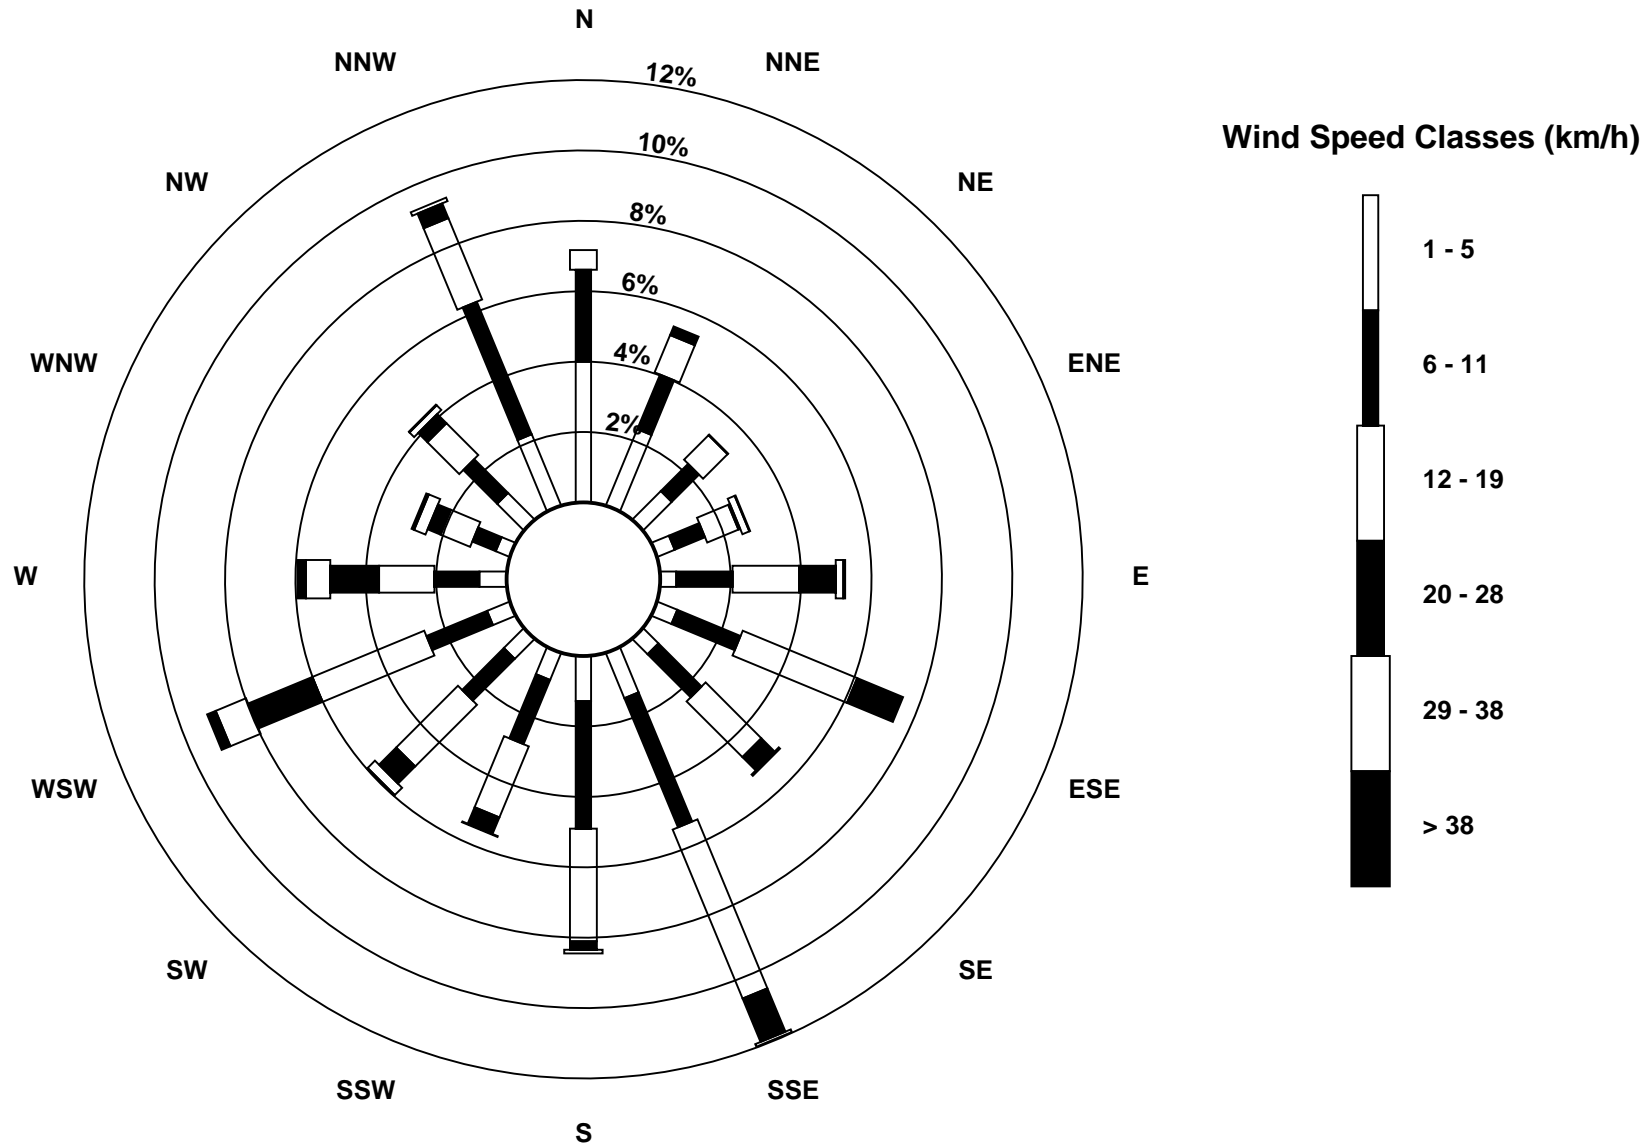 N
NNW
NNE
12%
Wind Speed Classes (km/h)
10%
NW
NE
8%
1 - 5
6%
4%
WNW
ENE
6 - 11
2%
12 - 19
W
E
20 - 28
29 - 38
WSW
ESE
> 38
SW
SE
SSW
SSE
S